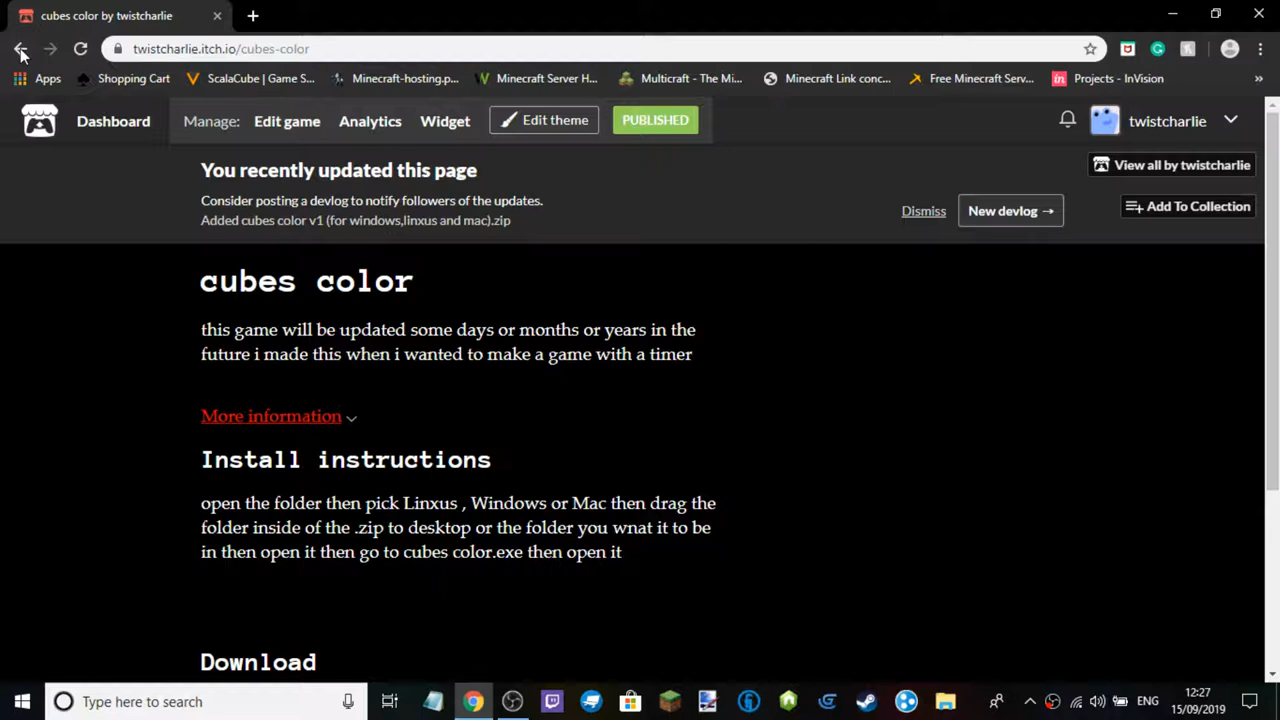 cubes color by twistcharlie
twistcharlie.itch.io/cubes-color
Apps Shopping Cart ScalaCube | Game S... Minecraft-hosting.p... Minecraft Server H... Multicraft - The Mi... Minecraft Link conc... Free Minecraft Serv... Projects - InVision »
Dashboard Manage: Edit game Analytics Widget Edit theme PUBLISHED twistcharlie
You recently updated this page
View all by twistcharlie
Consider posting a devlog to notify followers of the updates.
Added cubes color v1 (for windows,linxus and mac).zip
Dismiss New devlog → Add To Collection
cubes color
this game will be updated some days or months or years in the
future i made this when i wanted to make a game with a timer
More information
Install instructions
open the folder then pick Linxus , Windows or Mac then drag the
folder inside of the .zip to desktop or the folder you wnat it to be
in then open it then go to cubes color.exe then open it
Download
Type here to search
ENG
12:27
15/09/2019